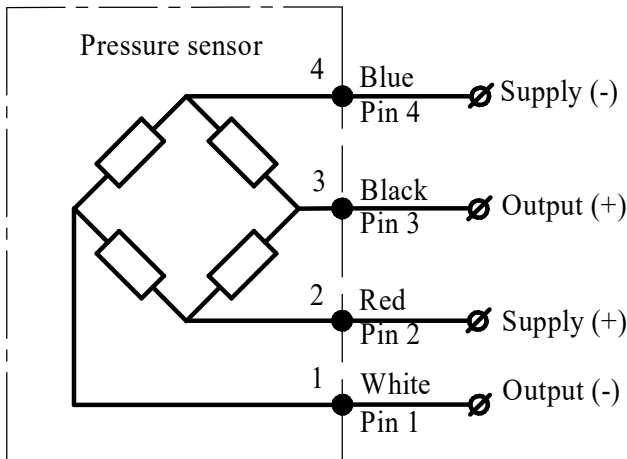 Pressure sensor
4 Blue Supply (-)
Pin 4
3 Black Output (+)
Pin 3
2 Red Supply (+)
Pin 2
1 White Output (-)
Pin 1